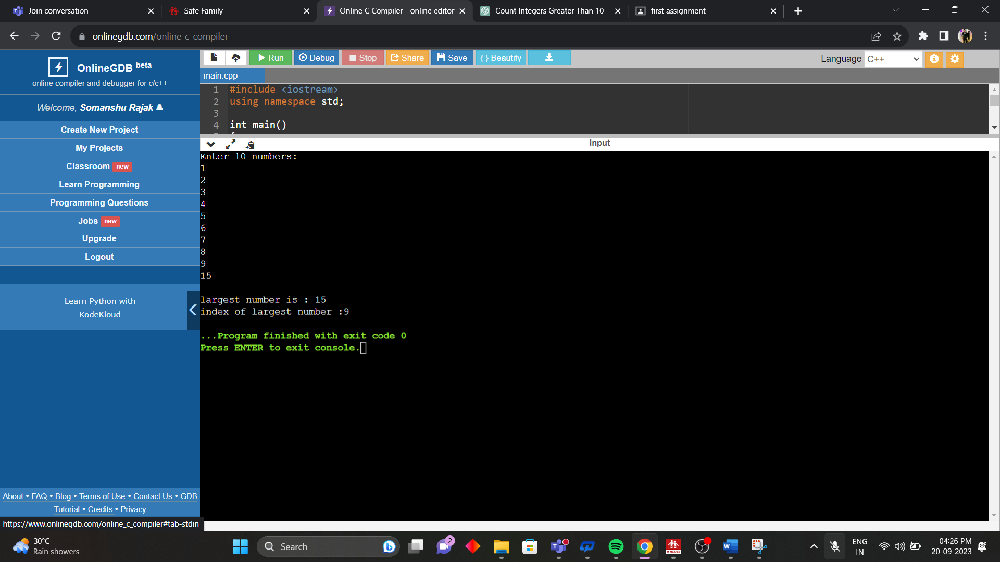 Join conversation
Safe Family
Online C Compiler - online editor
Count Integers Greater Than 10
first assignment
onlinegdb.com/online_c_compiler
OnlineGDB beta
online compiler and debugger for c/c++
Welcome, Somanshu Rajak
Create New Project
My Projects
Classroom new
Learn Programming
Programming Questions
Jobs new
Upgrade
Logout
Learn Python with
KodeKloud
About • FAQ • Blog • Terms of Use • Contact Us • GDB
Tutorial • Credits • Privacy
https://www.onlinegdb.com/online_c_compiler#tab-stdin
Run Debug Stop Share Save { } Beautify
Language C++
main.cpp
1 #include <iostream>
2 using namespace std;
3
4 int main()
input
Enter 10 numbers:
1
2
3
4
5
6
7
8
9
15
largest number is : 15
index of largest number :9
...Program finished with exit code 0
Press ENTER to exit console.
30°C
Rain showers
Search
2
ENG
IN
04:26 PM
20-09-2023